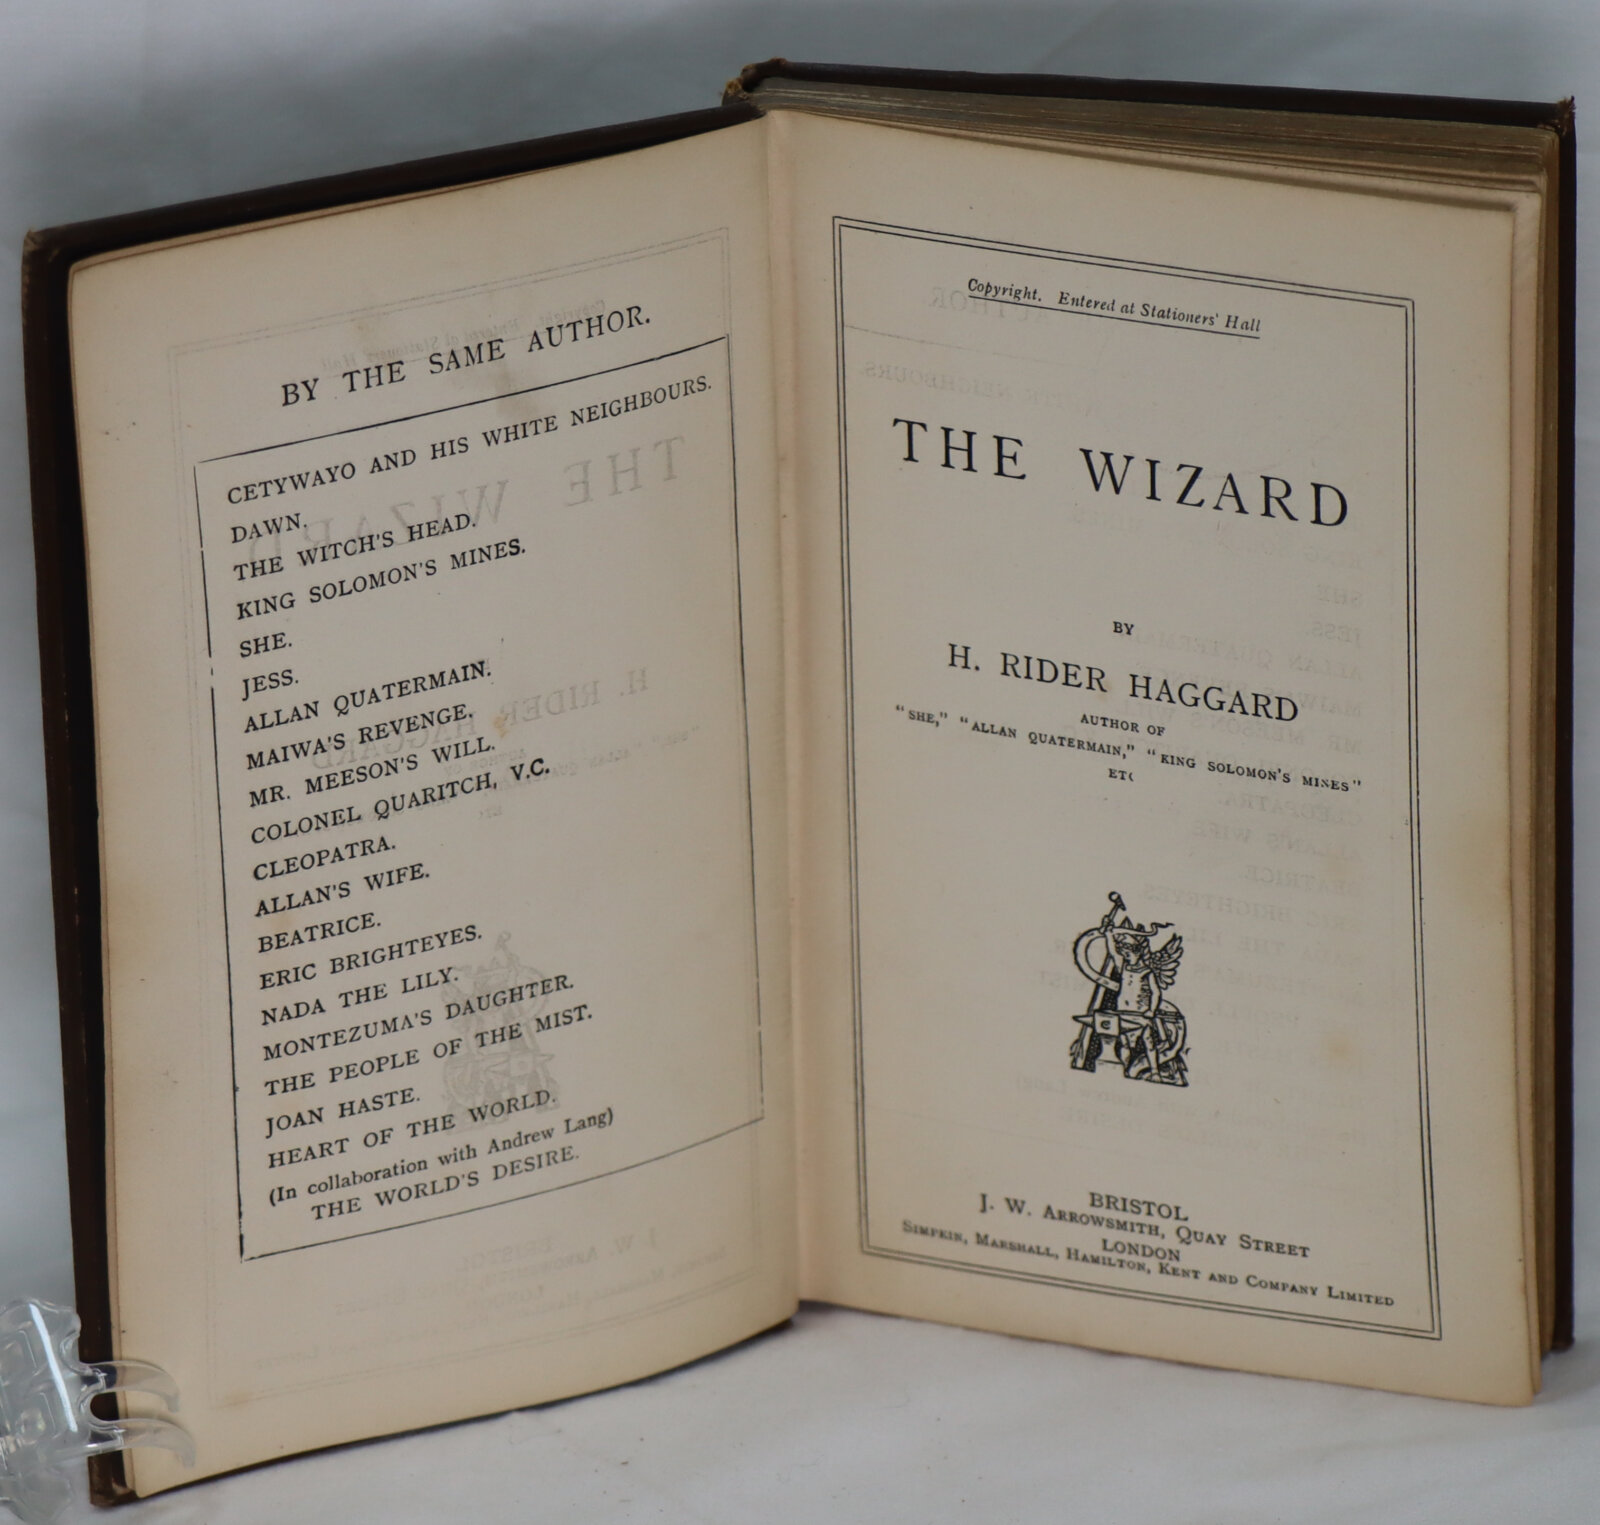 BY THE SAME AUTHOR.
CETYWAYO AND HIS WHITE NEIGHBOURS.
DAWN.
THE WITCH'S HEAD.
KING SOLOMON'S MINES.
SHE.
JESS.
ALLAN QUATERMAIN.
MAIWA'S REVENGE.
MR. MEESON'S WILL.
COLONEL QUARITCH, V.C.
CLEOPATRA.
ALLAN'S WIFE.
BEATRICE.
ERIC BRIGHTEYES.
NADA THE LILY.
MONTEZUMA'S DAUGHTER.
THE PEOPLE OF THE MIST.
JOAN HASTE.
HEART OF THE WORLD.
(In collaboration with Andrew Lang)
THE WORLD'S DESIRE.
Copyright. Entered at Stationers' Hall
THE WIZARD
BY
H. RIDER HAGGARD
AUTHOR OF
"SHE," "ALLAN QUATERMAIN," "KING SOLOMON'S MINES"
ETC
BRISTOL
J. W. ARROWSMITH, QUAY STREET
LONDON
SIMPKIN, MARSHALL, HAMILTON, KENT AND COMPANY LIMITED